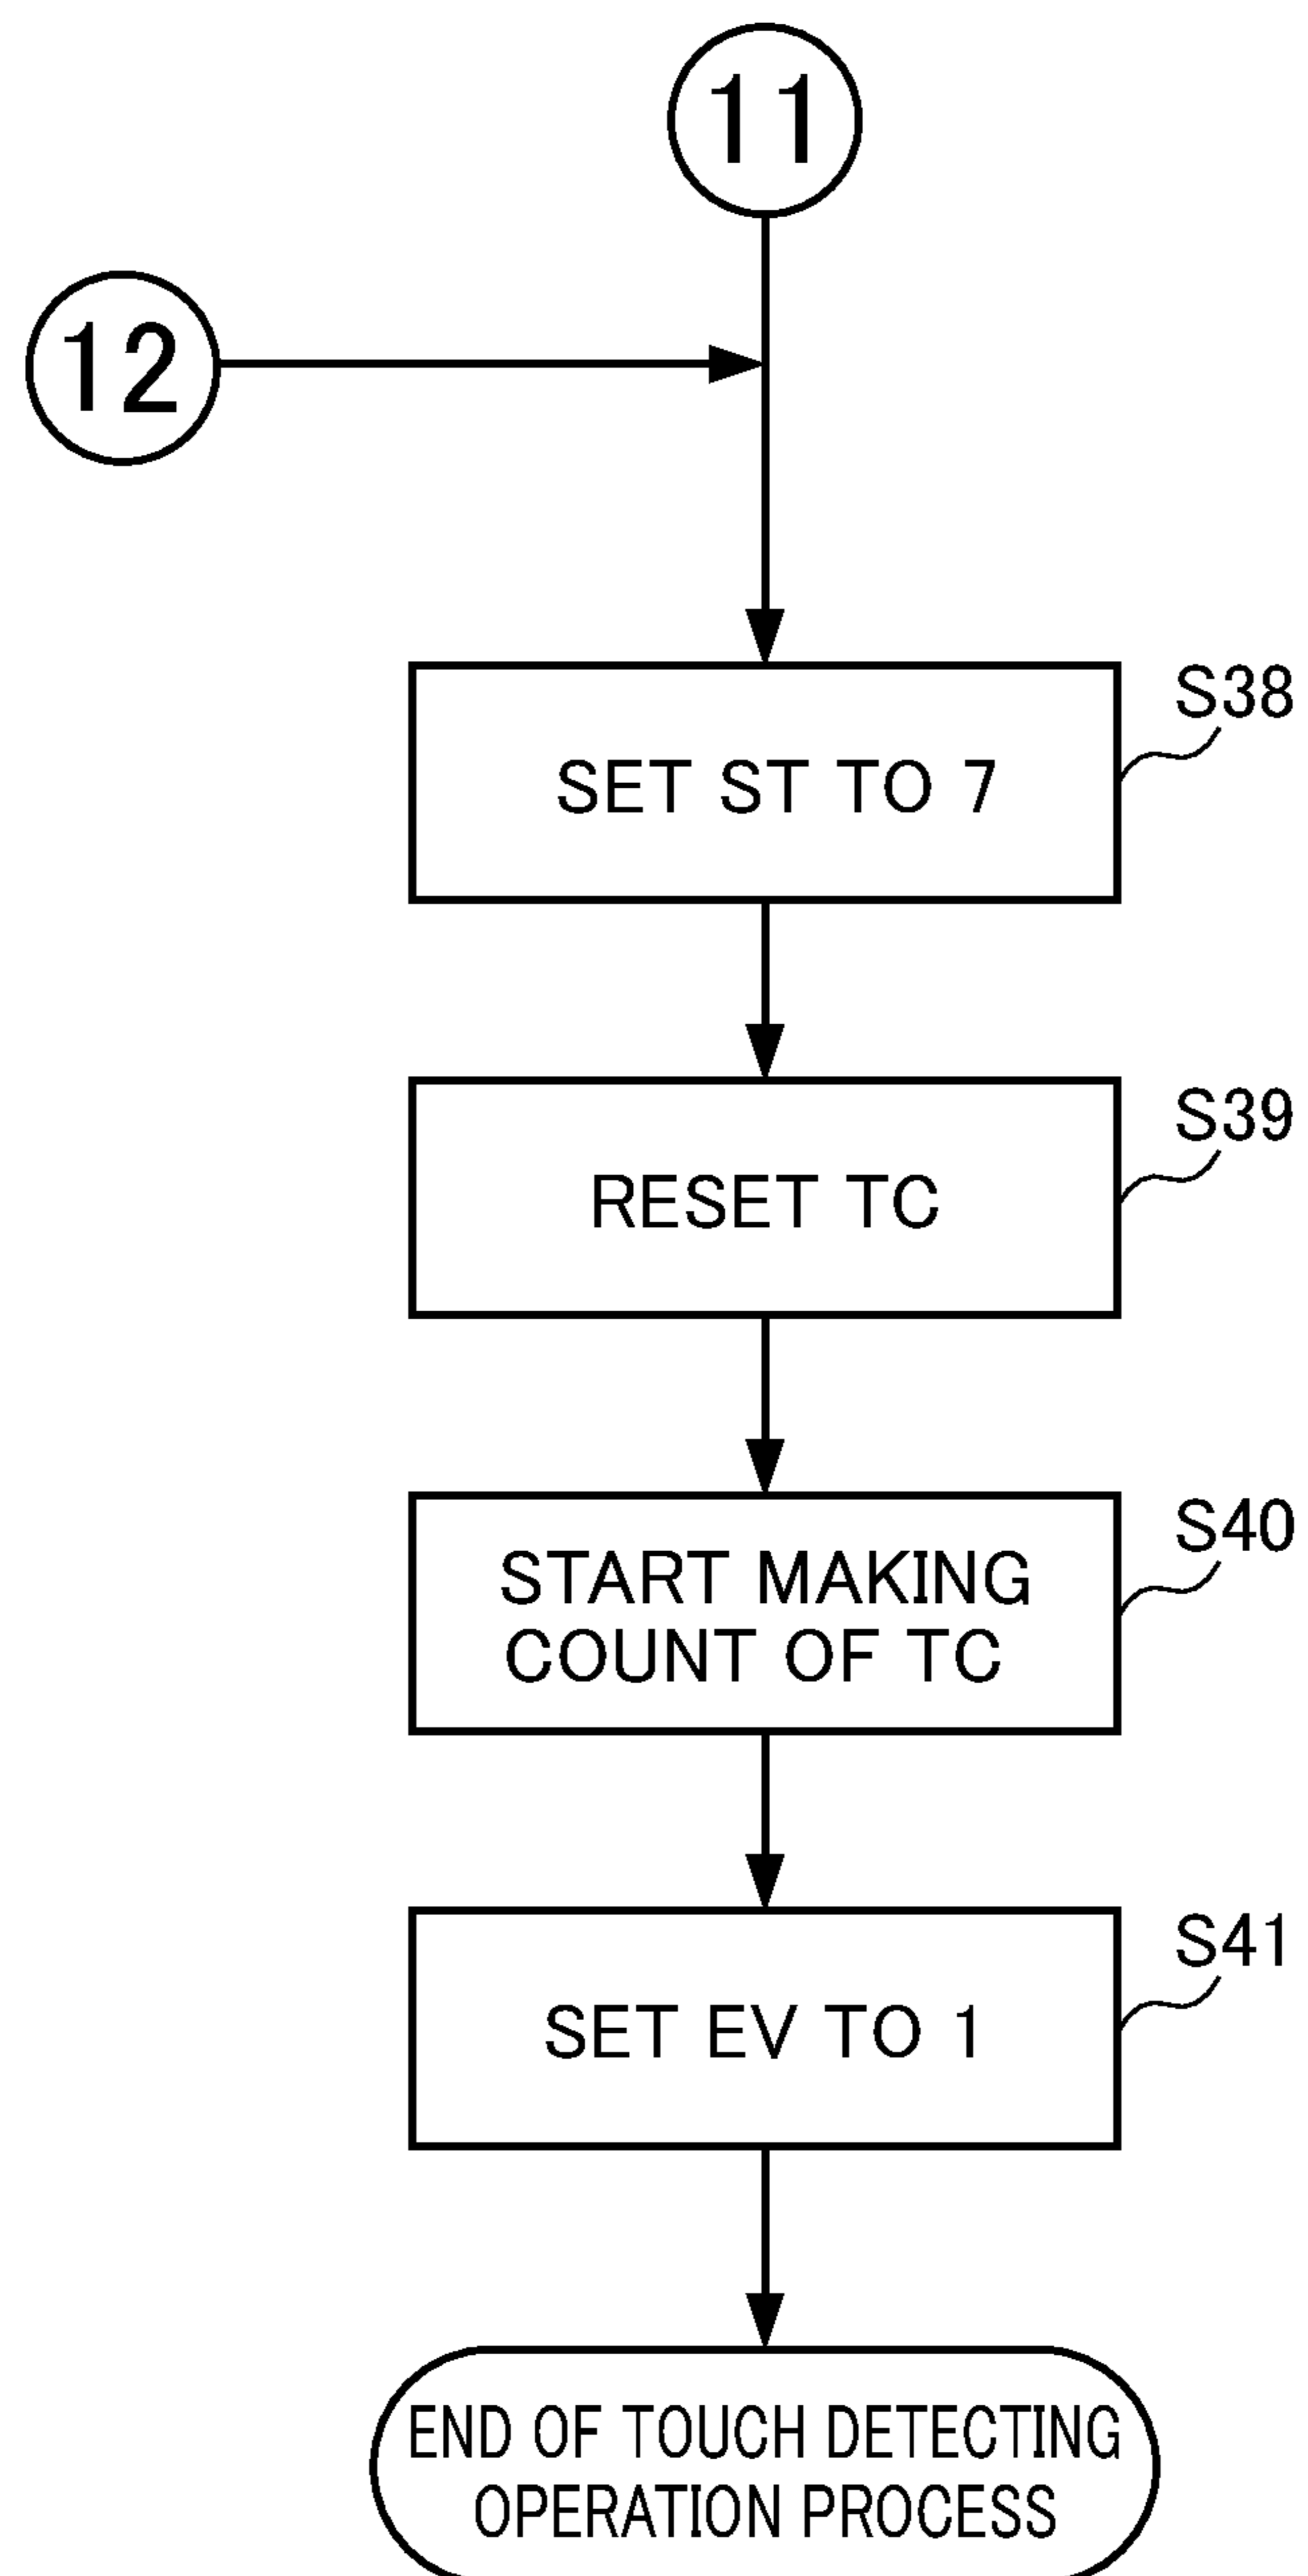 11
12
S38
SET ST TO 7
S39
RESET TC
S40
START MAKING
COUNT OF TC
S41
SET EV TO 1
END OF TOUCH DETECTING
OPERATION PROCESS